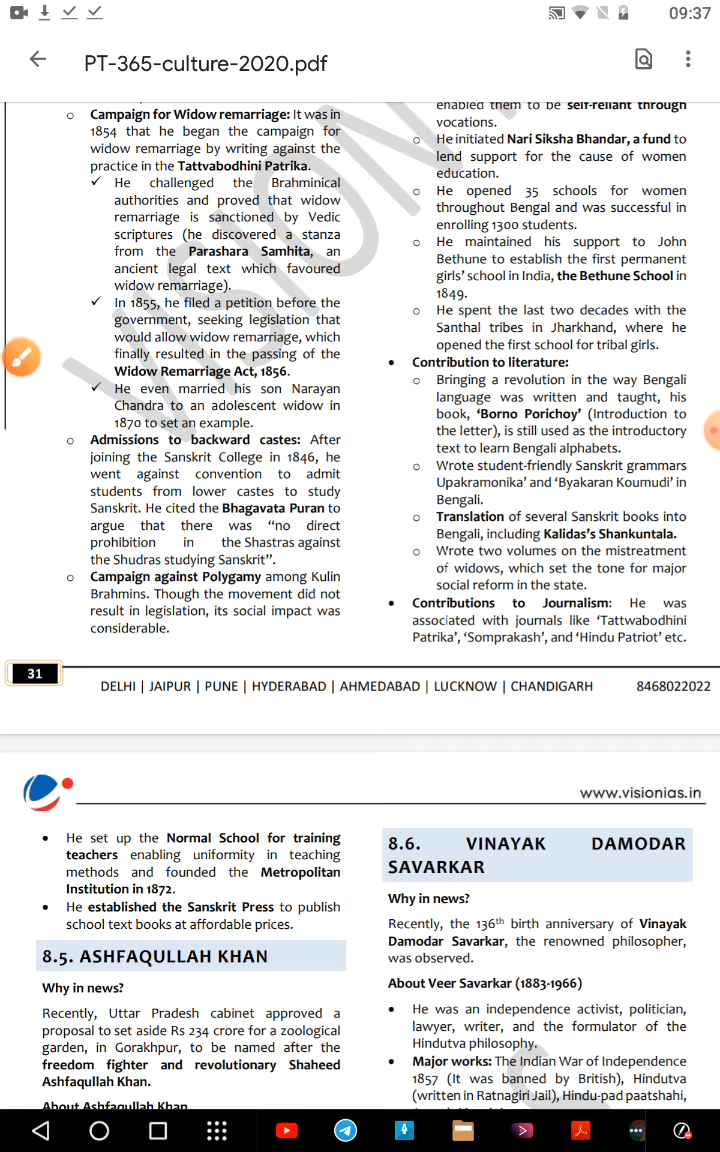 09:37
PT-365-culture-2020.pdf
o Campaign for Widow remarriage: It was in
1854 that he began the campaign for
widow remarriage by writing against the
practice in the Tattvabodhini Patrika.
✓ He challenged the Brahminical
authorities and proved that widow
remarriage is sanctioned by Vedic
scriptures (he discovered a stanza
from the Parashara Samhita, an
ancient legal text which favoured
widow remarriage).
✓ In 1855, he filed a petition before the
government, seeking legislation that
would allow widow remarriage, which
finally resulted in the passing of the
Widow Remarriage Act, 1856.
✓ He even married his son Narayan
Chandra to an adolescent widow in
1870 to set an example.
o Admissions to backward castes: After
joining the Sanskrit College in 1846, he
went against convention to admit
students from lower castes to study
Sanskrit. He cited the Bhagavata Puran to
argue that there was “no direct
prohibition in the Shastras against
the Shudras studying Sanskrit”.
o Campaign against Polygamy among Kulin
Brahmins. Though the movement did not
result in legislation, its social impact was
considerable.
enabled them to be self-reliant through
vocations.
o He initiated Nari Siksha Bhandar, a fund to
lend support for the cause of women
education.
o He opened 35 schools for women
throughout Bengal and was successful in
enrolling 1300 students.
o He maintained his support to John
Bethune to establish the first permanent
girls’ school in India, the Bethune School in
1849.
o He spent the last two decades with the
Santhal tribes in Jharkhand, where he
opened the first school for tribal girls.
• Contribution to literature:
o Bringing a revolution in the way Bengali
language was written and taught, his
book, ‘Borno Porichoy’ (Introduction to
the letter), is still used as the introductory
text to learn Bengali alphabets.
o Wrote student-friendly Sanskrit grammars
Upakramonika’ and ‘Byakaran Koumudi’ in
Bengali.
o Translation of several Sanskrit books into
Bengali, including Kalidas’s Shankuntala.
o Wrote two volumes on the mistreatment
of widows, which set the tone for major
social reform in the state.
• Contributions to Journalism: He was
associated with journals like ‘Tattwabodhini
Patrika’, ‘Somprakash’, and ‘Hindu Patriot’ etc.
31
DELHI | JAIPUR | PUNE | HYDERABAD | AHMEDABAD | LUCKNOW | CHANDIGARH 8468022022
www.visionias.in
• He set up the Normal School for training
teachers enabling uniformity in teaching
methods and founded the Metropolitan
Institution in 1872.
• He established the Sanskrit Press to publish
school text books at affordable prices.
8.5. ASHFAQULLAH KHAN
Why in news?
Recently, Uttar Pradesh cabinet approved a
proposal to set aside Rs 234 crore for a zoological
garden, in Gorakhpur, to be named after the
freedom fighter and revolutionary Shaheed
Ashfaqullah Khan.
About Ashfaqullah Khan
8.6. VINAYAK DAMODAR
SAVARKAR
Why in news?
Recently, the 136th birth anniversary of Vinayak
Damodar Savarkar, the renowned philosopher,
was observed.
About Veer Savarkar (1883-1966)
• He was an independence activist, politician,
lawyer, writer, and the formulator of the
Hindutva philosophy.
• Major works: The Indian War of Independence
1857 (It was banned by British), Hindutva
(written in Ratnagiri Jail), Hindu-pad paatshahi,
VISION